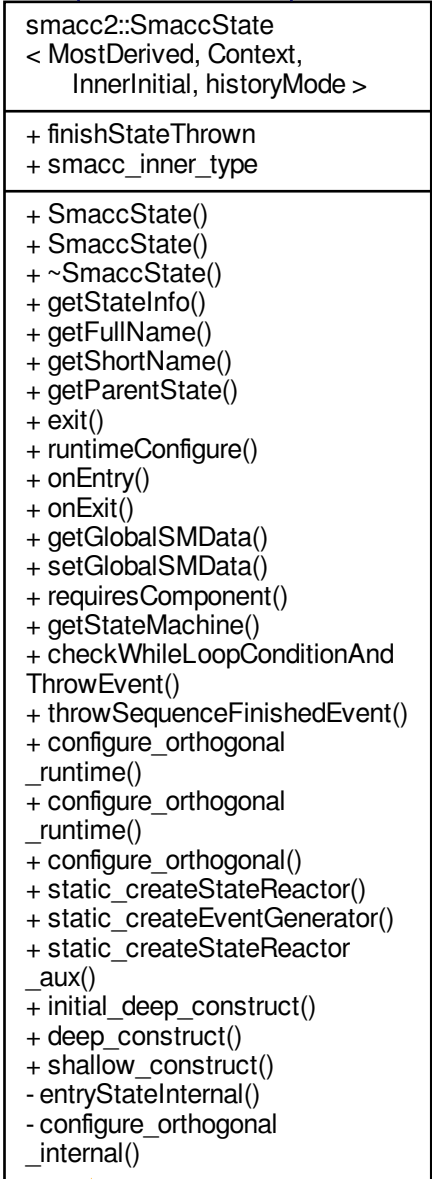 smacc2::SmaccState
< MostDerived, Context,
InnerInitial, historyMode >
+ finishStateThrown
+ smacc_inner_type
+ SmaccState()
+ SmaccState()
+ ~SmaccState()
+ getStateInfo()
+ getFullName()
+ getShortName()
+ getParentState()
+ exit()
+ runtimeConfigure()
+ onEntry()
+ onExit()
+ getGlobalSMData()
+ setGlobalSMData()
+ requiresComponent()
+ getStateMachine()
+ checkWhileLoopConditionAnd
ThrowEvent()
+ throwSequenceFinishedEvent()
+ configure_orthogonal
_runtime()
+ configure_orthogonal
_runtime()
+ configure_orthogonal()
+ static_createStateReactor()
+ static_createEventGenerator()
+ static_createStateReactor
_aux()
+ initial_deep_construct()
+ deep_construct()
+ shallow_construct()
- entryStateInternal()
- configure_orthogonal
_internal()